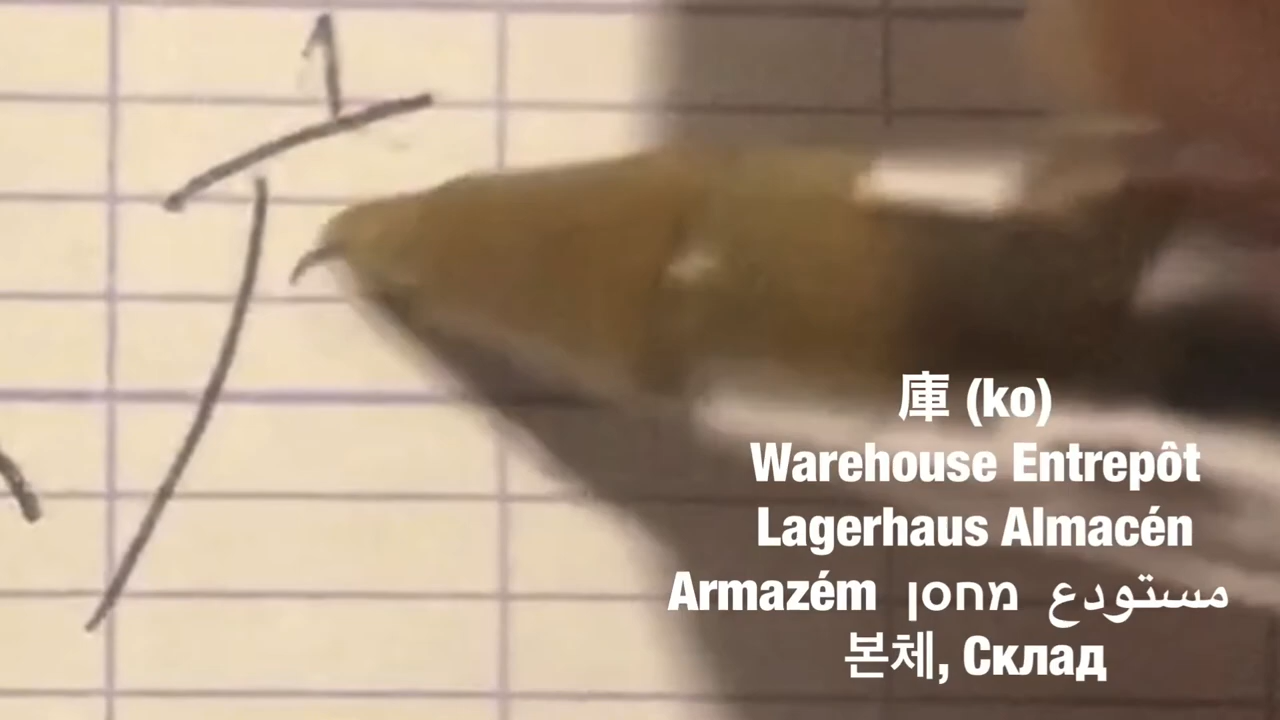 庫 (ko)
Warehouse Entrepôt
Lagerhaus Almacén
Armazém מחסן مستودع
본체, Склад